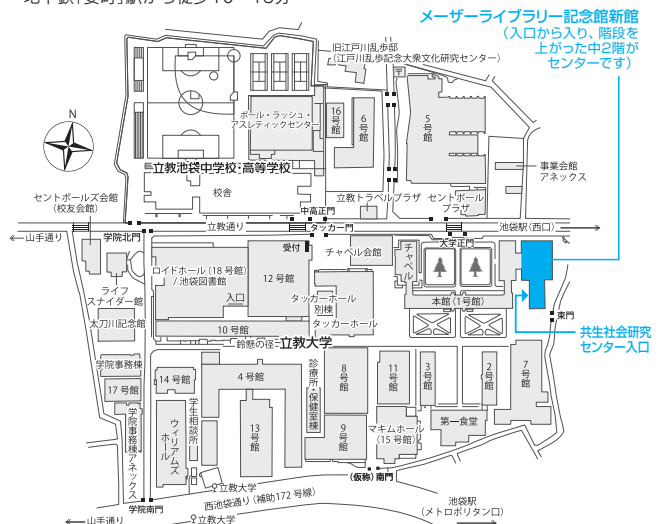 メーザーライブラリー記念館新館
(入口から入り、階段を
上がった中2階が
センターです)
旧江戸川乱歩邸
(江戸川乱歩記念大衆文化研究センター)
N
ポール・ラッシュ・
アスレティックセンター
16
号
館
6
号
館
5
号
館
立教池袋中学校・高等学校
校舎
事業会館
アネックス
セントポールズ会館
(校友会館)
立教トラベルプラザ
セントポール
プラザ
中高正門
学院北門
立教通り
タッカー門
池袋駅(西口)
山手通り
大学正門
受付
チャペル会館
チャペル
ロイドホール(18号館)
/池袋図書館
12号館
ライフ
スナイダー館
入口
タッカーホール
別棟
タッカーホール
本館(1号館)
太刀川記念館
10号館
東門
鈴懸の径
立教大学
共生社会研究
センター入口
学院事務棟
14号館
4号館
診療所・保健室棟
8号館
11号館
3号館
2号館
7号館
17号館
学院事務棟アネックス
ウィリアムズホール
学生相談所
13号館
9号館
マキムホール
(15号館)
第一食堂
(仮称)南門
立教大学
学院南門
西池袋通り(補助172号線)
池袋駅
(メトロポリタン口)
山手通り
立教大学